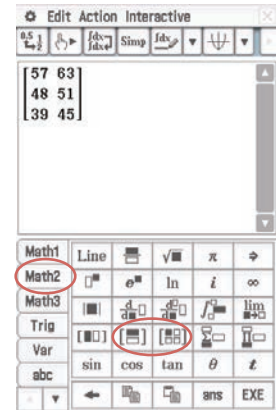 Edit Action Interactive
Simp
57 63
48 51
39 45
Math1 Line π
Math2 ln i ∞
Math3 lim
Trig
Var sin cos tan θ t
abc
ans EXE